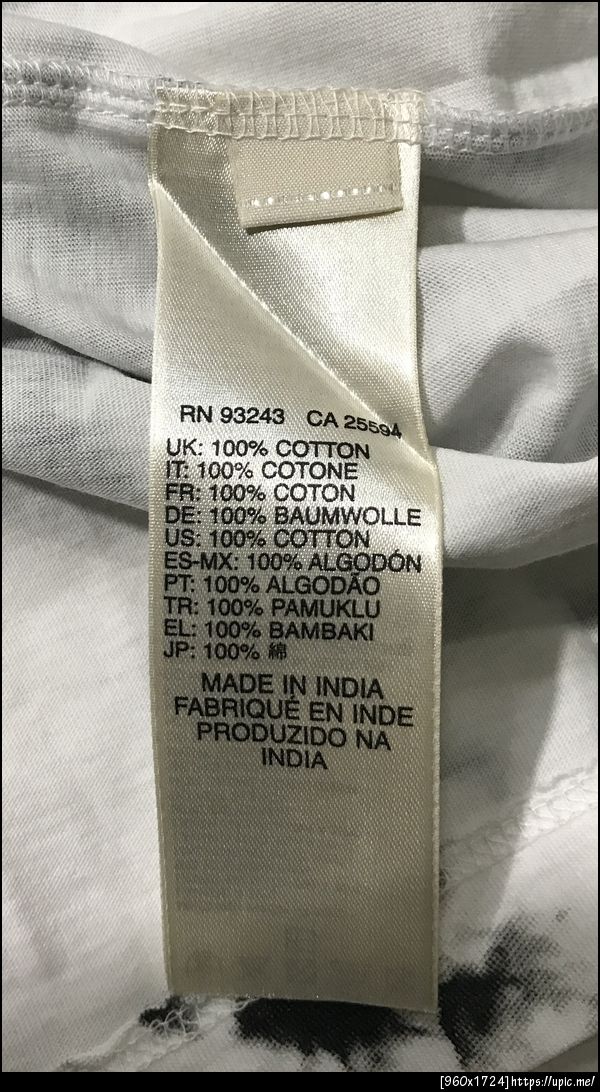 RN 93243 CA 25594
UK: 100% COTTON
IT: 100% COTONE
FR: 100% COTON
DE: 100% BAUMWOLLE
US: 100% COTTON
ES-MX: 100% ALGODÓN
PT: 100% ALGODÃO
TR: 100% PAMUKLU
EL: 100% BAMBAKI
JP: 100% 綿
MADE IN INDIA
FABRIQUÉ EN INDE
PRODUZIDO NA
INDIA
[960x1724]https://upic.me/